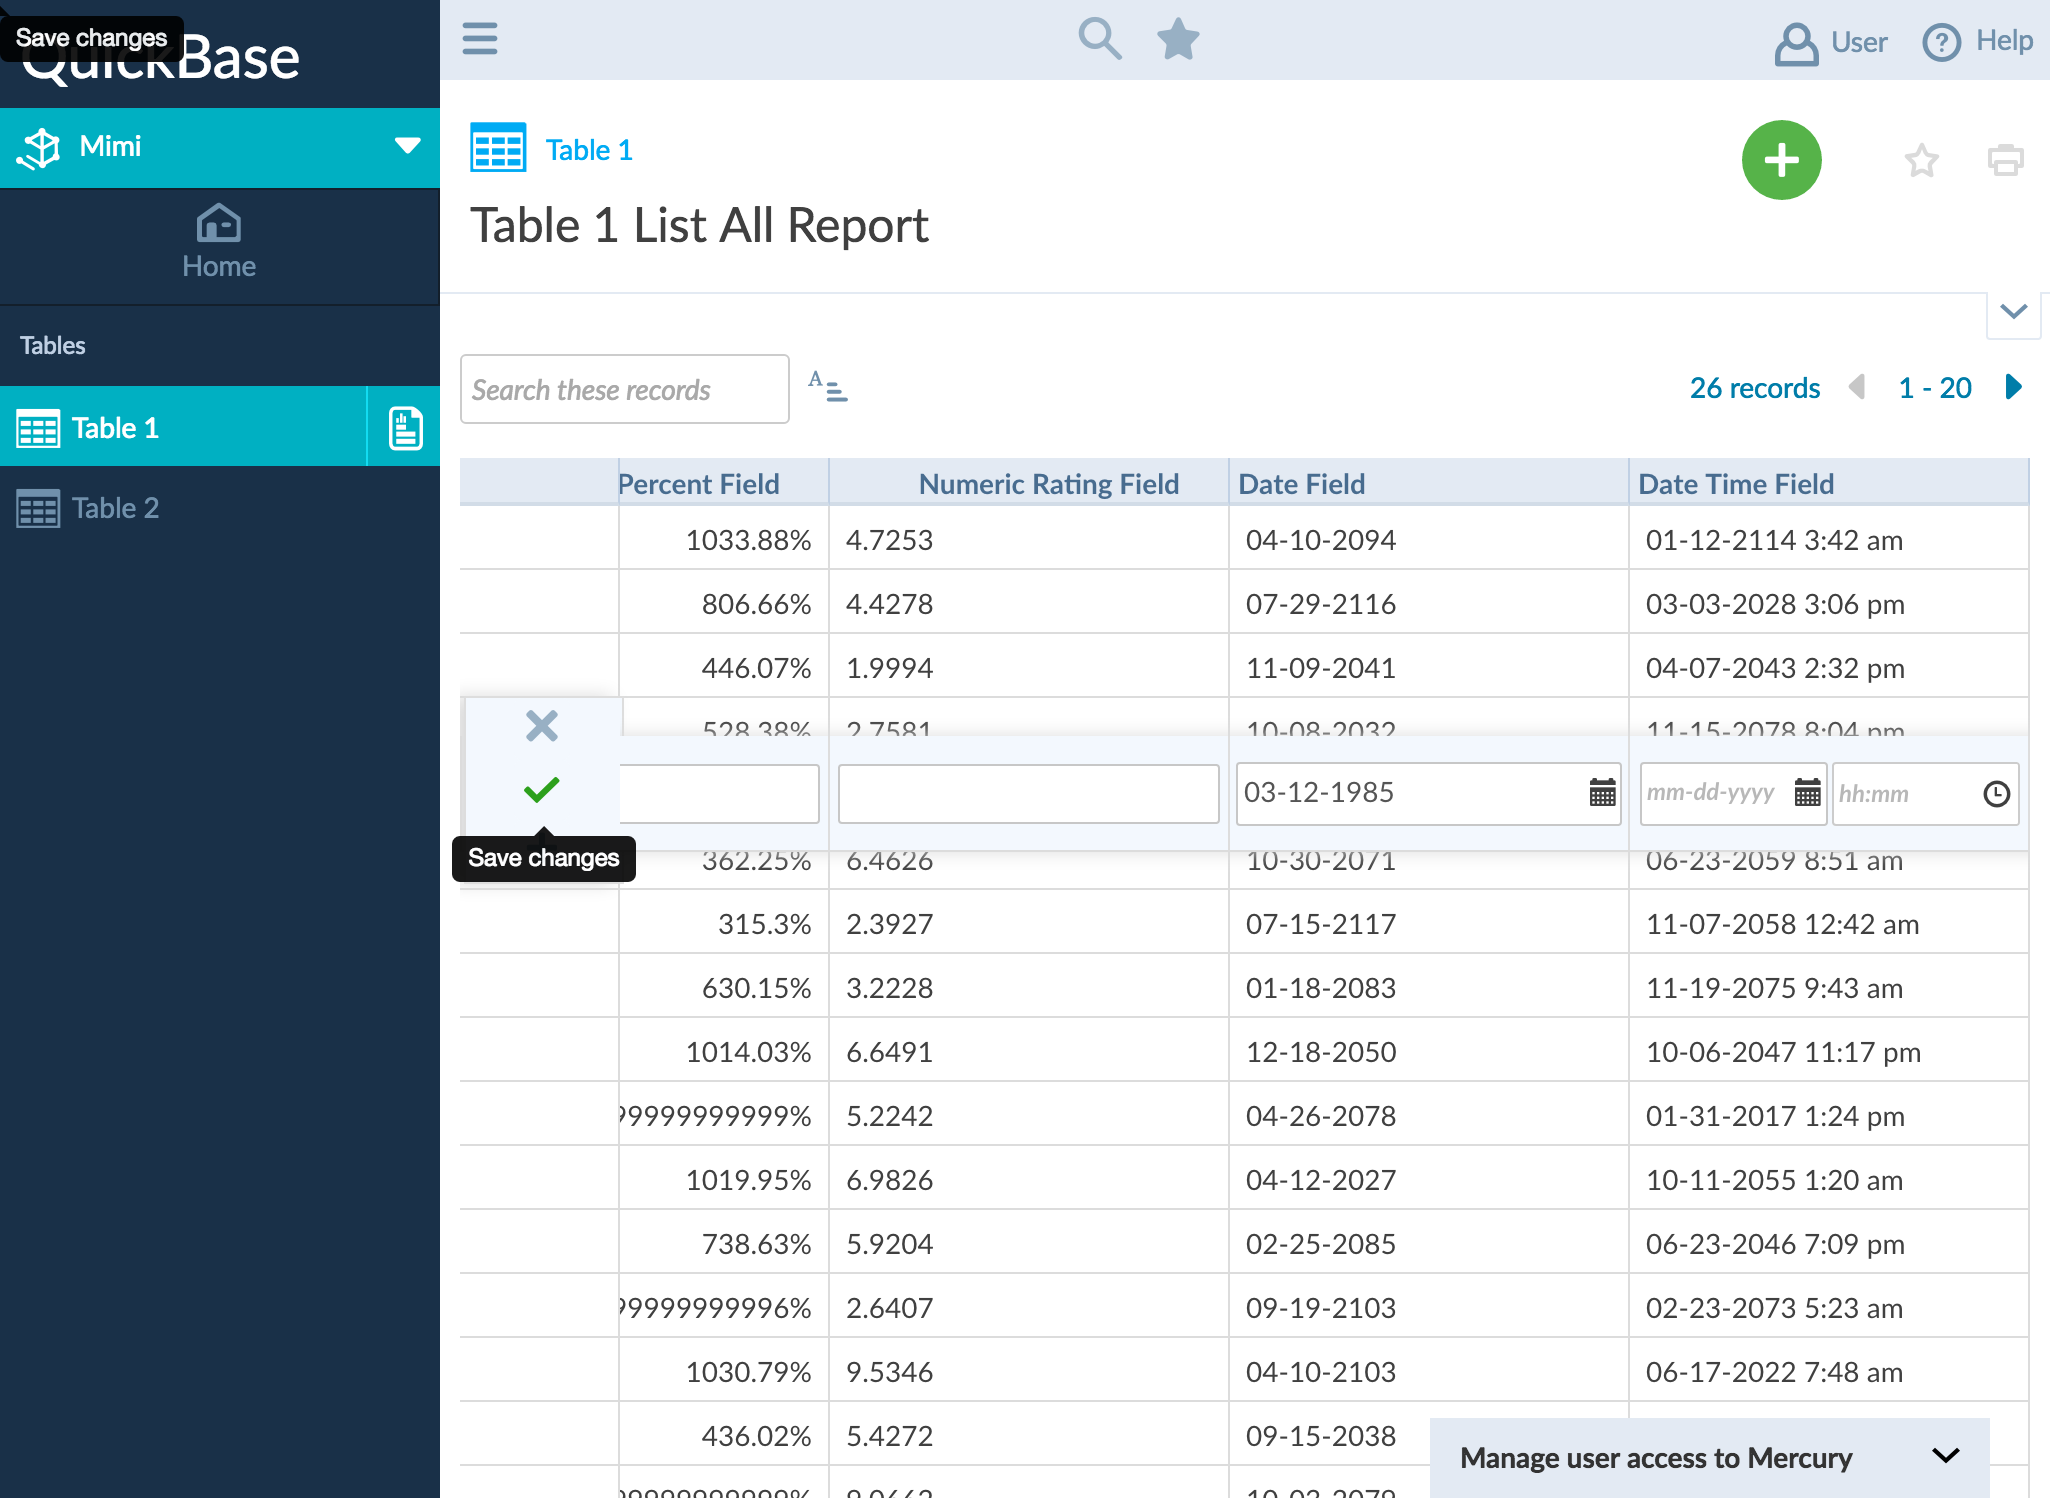 Save changes
QuickBase
User
Help
Mimi
Home
Tables
Table 1
Table 2
Table 1
Table 1 List All Report
Search these records
26 records
1 - 20
Percent Field Numeric Rating Field Date Field Date Time Field
1033.88% 4.7253 04-10-2094 01-12-2114 3:42 am
806.66% 4.4278 07-29-2116 03-03-2028 3:06 pm
446.07% 1.9994 11-09-2041 04-07-2043 2:32 pm
528.38% 2.7581 10-08-2032 11-15-2078 8:04 pm
03-12-1985 mm-dd-yyyy hh:mm
Save changes
362.25% 6.4626 10-30-2071 06-23-2059 8:51 am
315.3% 2.3927 07-15-2117 11-07-2058 12:42 am
630.15% 3.2228 01-18-2083 11-19-2075 9:43 am
1014.03% 6.6491 12-18-2050 10-06-2047 11:17 pm
99999999999% 5.2242 04-26-2078 01-31-2017 1:24 pm
1019.95% 6.9826 04-12-2027 10-11-2055 1:20 am
738.63% 5.9204 02-25-2085 06-23-2046 7:09 pm
99999999996% 2.6407 09-19-2103 02-23-2073 5:23 am
1030.79% 9.5346 04-10-2103 06-17-2022 7:48 am
436.02% 5.4272 09-15-2038
Manage user access to Mercury